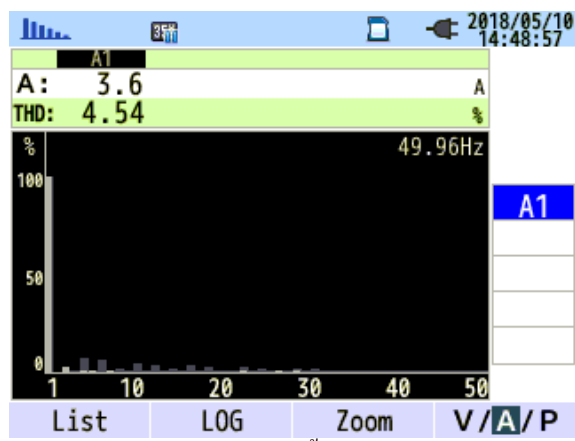 2018/05/10
14:48:57
A1
A: 3.6 A
THD: 4.54 %
% 49.96Hz
100
A1
50
0
1 10 20 30 40 50
List LOG Zoom V/A/P